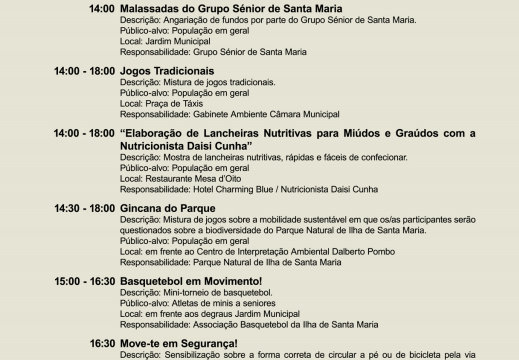 14:00 Malassadas do Grupo Sénior de Santa Maria
Descrição: Angariação de fundos por parte do Grupo Sénior de Santa Maria.
Público-alvo: População em geral
Local: Jardim Municipal
Responsabilidade: Grupo Sénior de Santa Maria
14:00 - 18:00 Jogos Tradicionais
Descrição: Mistura de jogos tradicionais.
Público-alvo: População em geral
Local: Praça de Táxis
Responsabilidade: Gabinete Ambiente Câmara Municipal
14:00 - 18:00 “Elaboração de Lancheiras Nutritivas para Miúdos e Graúdos com a
Nutricionista Daisi Cunha”
Descrição: Mostra de lancheiras nutritivas, rápidas e fáceis de confecionar.
Público-alvo: População em geral
Local: Restaurante Mesa d'Oito
Responsabilidade: Hotel Charming Blue / Nutricionista Daisi Cunha
14:30 - 18:00 Gincana do Parque
Descrição: Mistura de jogos sobre a mobilidade sustentável em que os/as participantes serão
questionados sobre a biodiversidade do Parque Natural de Ilha de Santa Maria.
Público-alvo: População em geral
Local: em frente ao Centro de Interpretação Ambiental Dalberto Pombo
Responsabilidade: Parque Natural de Ilha de Santa Maria
15:00 - 16:30 Basquetebol em Movimento!
Descrição: Mini-torneio de basquetebol.
Público-alvo: Atletas de minis a seniores
Local: em frente aos degraus Jardim Municipal
Responsabilidade: Associação Basquetebol da Ilha de Santa Maria
16:30 Move-te em Segurança!
Descrição: Sensibilização sobre a forma correta de circular a pé ou de bicicleta pela via